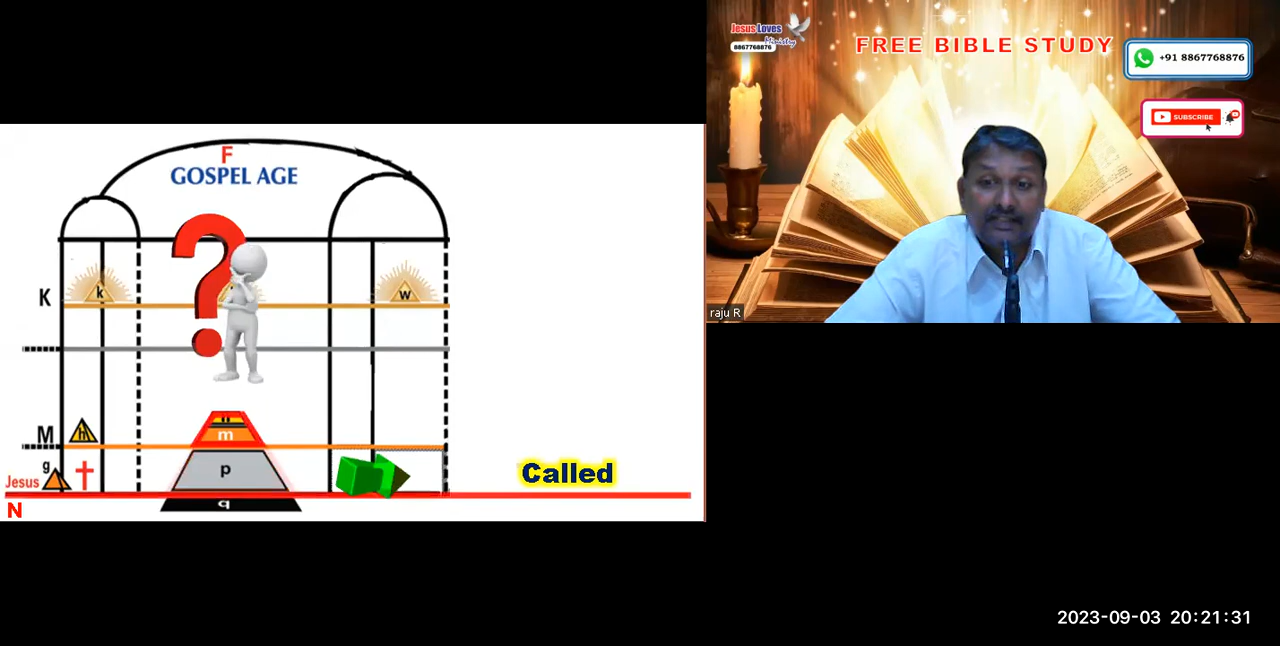 F
GOSPEL AGE
K
k
w
M
h
n
m
g
p
Jesus
q
N
Called
Jesus Loves
Ministry
8867768876
FREE BIBLE STUDY
+91 8867768876
SUBSCRIBE
raju R
2023-09-03 20:21:31